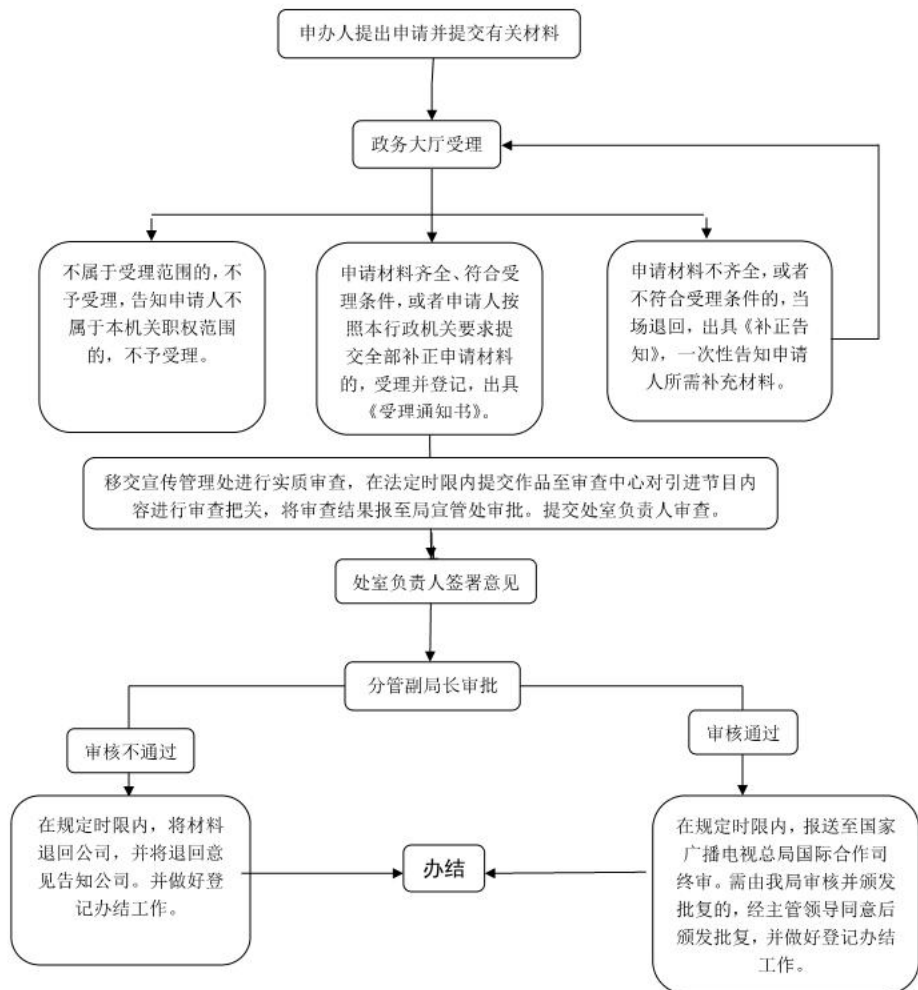 申办人提出申请并提交有关材料
政务大厅受理
不属于受理范围的，不
予受理，告知申请人不
属于本机关职权范围
的，不予受理。
申请材料齐全、符合受
理条件，或者申请人按
照本行政机关要求提
交全部补正申请材料
的，受理并登记，出具
《受理通知书》。
申请材料不齐全，或者
不符合受理条件的，当
场退回，出具《补正告
知》，一次性告知申请
人所需补充材料。
移交宣传管理处进行实质审查，在法定时限内提交作品至审查中心对引进节目内
容进行审查把关，将审查结果报至局宣管处审批。提交处室负责人审查。
处室负责人签署意见
分管副局长审批
审核不通过
审核通过
在规定时限内，将材料
退回公司，并将退回意
见告知公司。并做好登
记办结工作。
办结
在规定时限内，报送至国家
广播电视总局国际合作司
终审。需由我局审核并颁发
批复的，经主管领导同意后
颁发批复，并做好登记办结
工作。